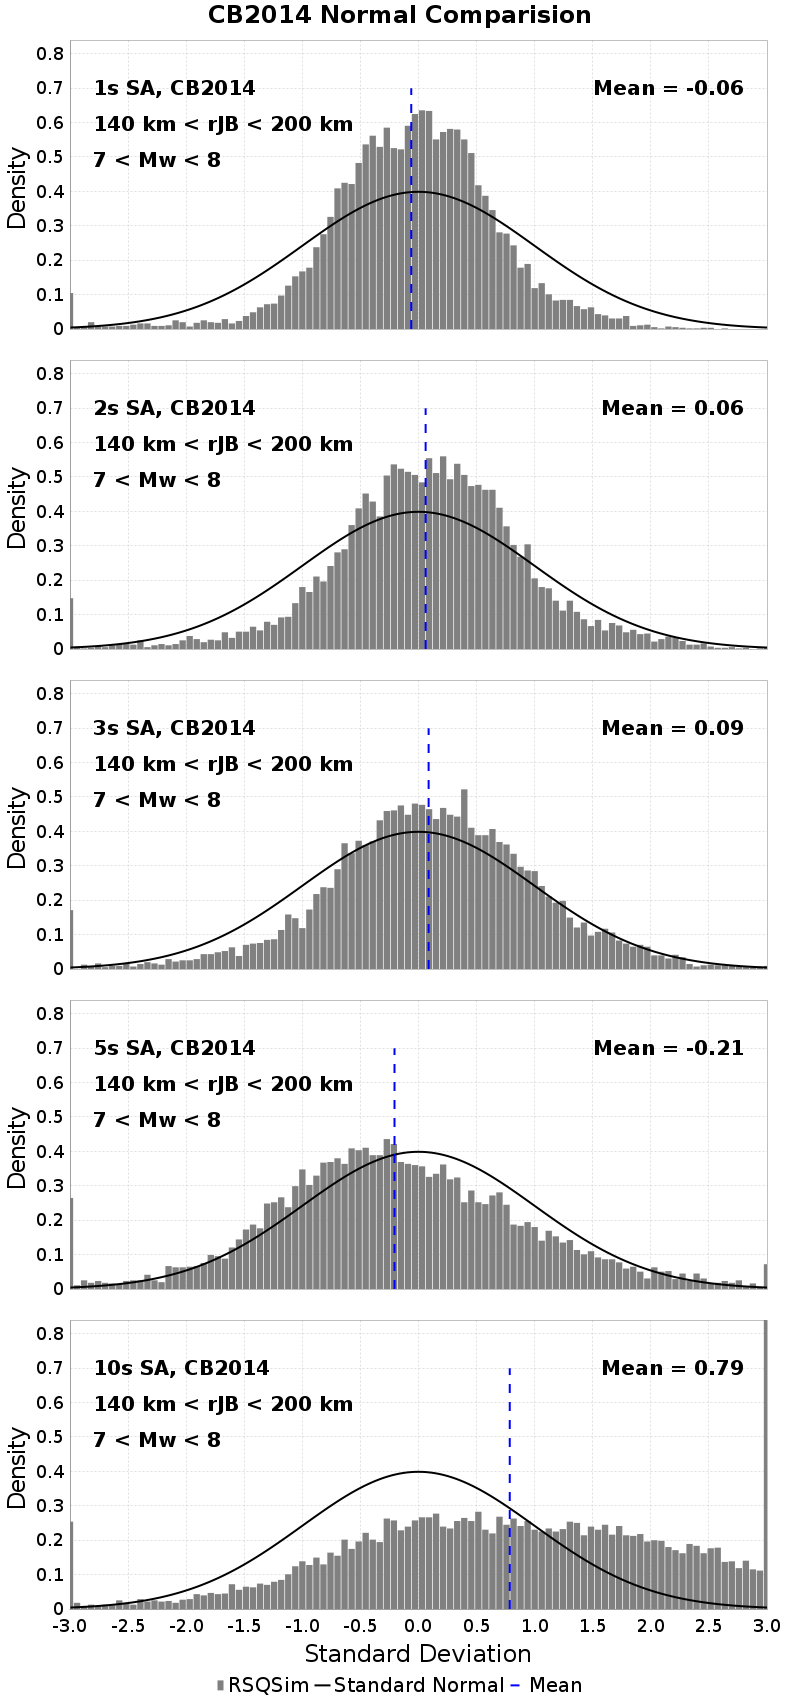 CB2014 Normal Comparision
0.8
1s SA, CB2014 Mean = -0.06
0.7
140 km < rJB < 200 km
0.6
7 < Mw < 8
0.5
0.4
0.3
0.2
0.1
0
Density
0.8
2s SA, CB2014 Mean = 0.06
0.7
140 km < rJB < 200 km
0.6
7 < Mw < 8
0.5
0.4
0.3
0.2
0.1
0
Density
0.8
3s SA, CB2014 Mean = 0.09
0.7
140 km < rJB < 200 km
0.6
7 < Mw < 8
0.5
0.4
0.3
0.2
0.1
0
Density
0.8
5s SA, CB2014 Mean = -0.21
0.7
140 km < rJB < 200 km
0.6
7 < Mw < 8
0.5
0.4
0.3
0.2
0.1
0
Density
0.8
10s SA, CB2014 Mean = 0.79
0.7
140 km < rJB < 200 km
0.6
7 < Mw < 8
0.5
0.4
0.3
0.2
0.1
0
Density
-3.0 -2.5 -2.0 -1.5 -1.0 -0.5 0.0 0.5 1.0 1.5 2.0 2.5 3.0
Standard Deviation
RSQSim Standard Normal Mean